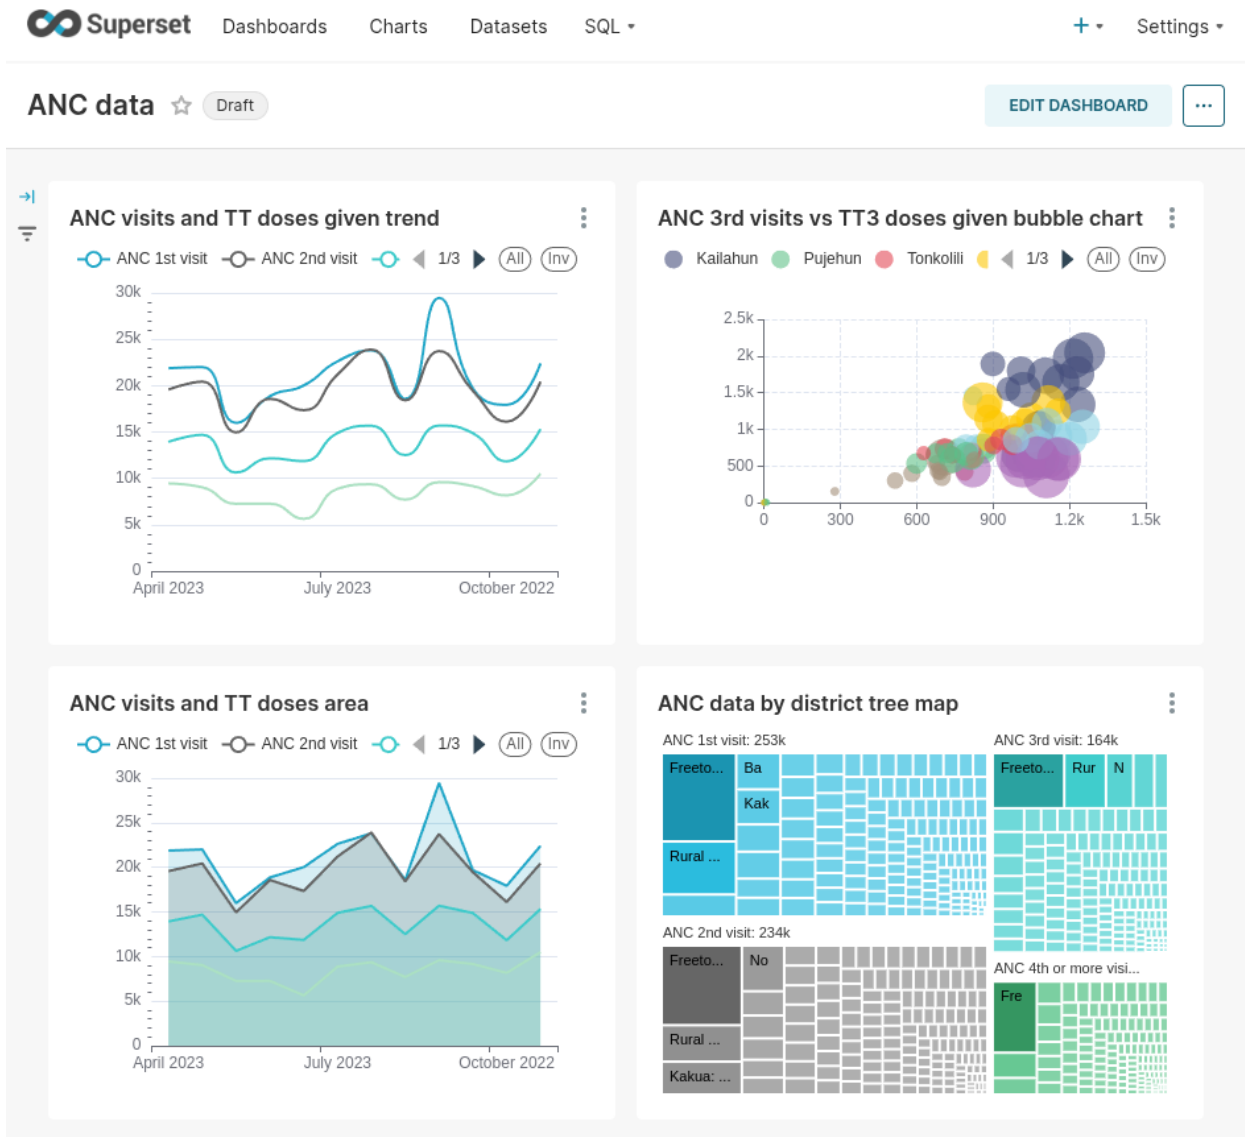 Superset Dashboards Charts Datasets SQL + Settings
ANC data Draft EDIT DASHBOARD ...
ANC visits and TT doses given trend
ANC 1st visit ANC 2nd visit 1/3 All Inv
30k
25k
20k
15k
10k
5k
0
April 2023 July 2023 October 2022
ANC 3rd visits vs TT3 doses given bubble chart
Kailahun Pujehun Tonkolili 1/3 All Inv
2.5k
2k
1.5k
1k
500
0
0 300 600 900 1.2k 1.5k
ANC visits and TT doses area
ANC 1st visit ANC 2nd visit 1/3 All Inv
30k
25k
20k
15k
10k
5k
0
April 2023 July 2023 October 2022
ANC data by district tree map
ANC 1st visit: 253k
Freeto... Ba
Kak
Rural ...
ANC 3rd visit: 164k
Freeto... Rur N
ANC 2nd visit: 234k
Freeto... No
Rural ...
Kakua: ...
ANC 4th or more visi...
Fre